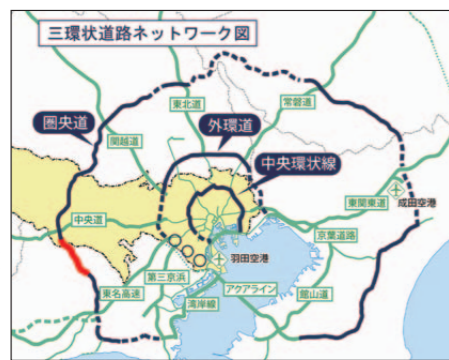 三環状道路ネットワーク図
東北道
常磐道
圏央道
外環道
関越道
中央環状線
東関東道
成田空港
中央道
京葉道路
羽田空港
第三京浜
東名高速
アクアライン
館山道
湾岸線